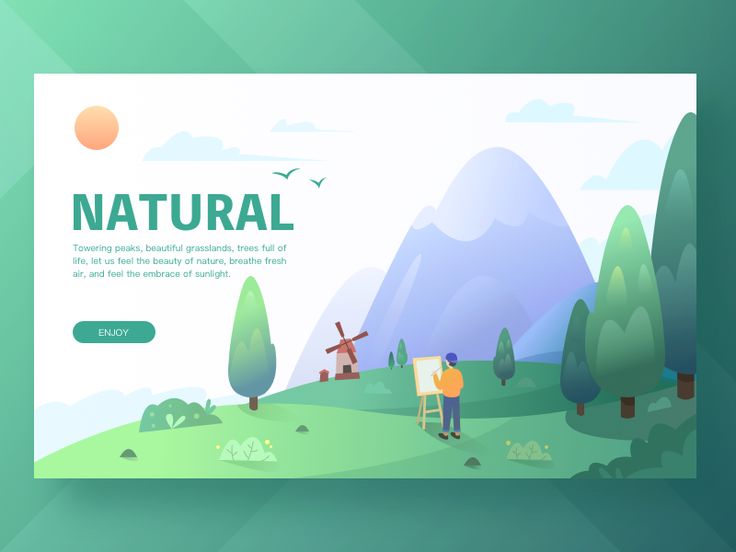 NATURAL
Towering peaks, beautiful grasslands, trees full of
life, let us feel the beauty of nature, breathe fresh
air, and feel the embrace of sunlight.
ENJOY